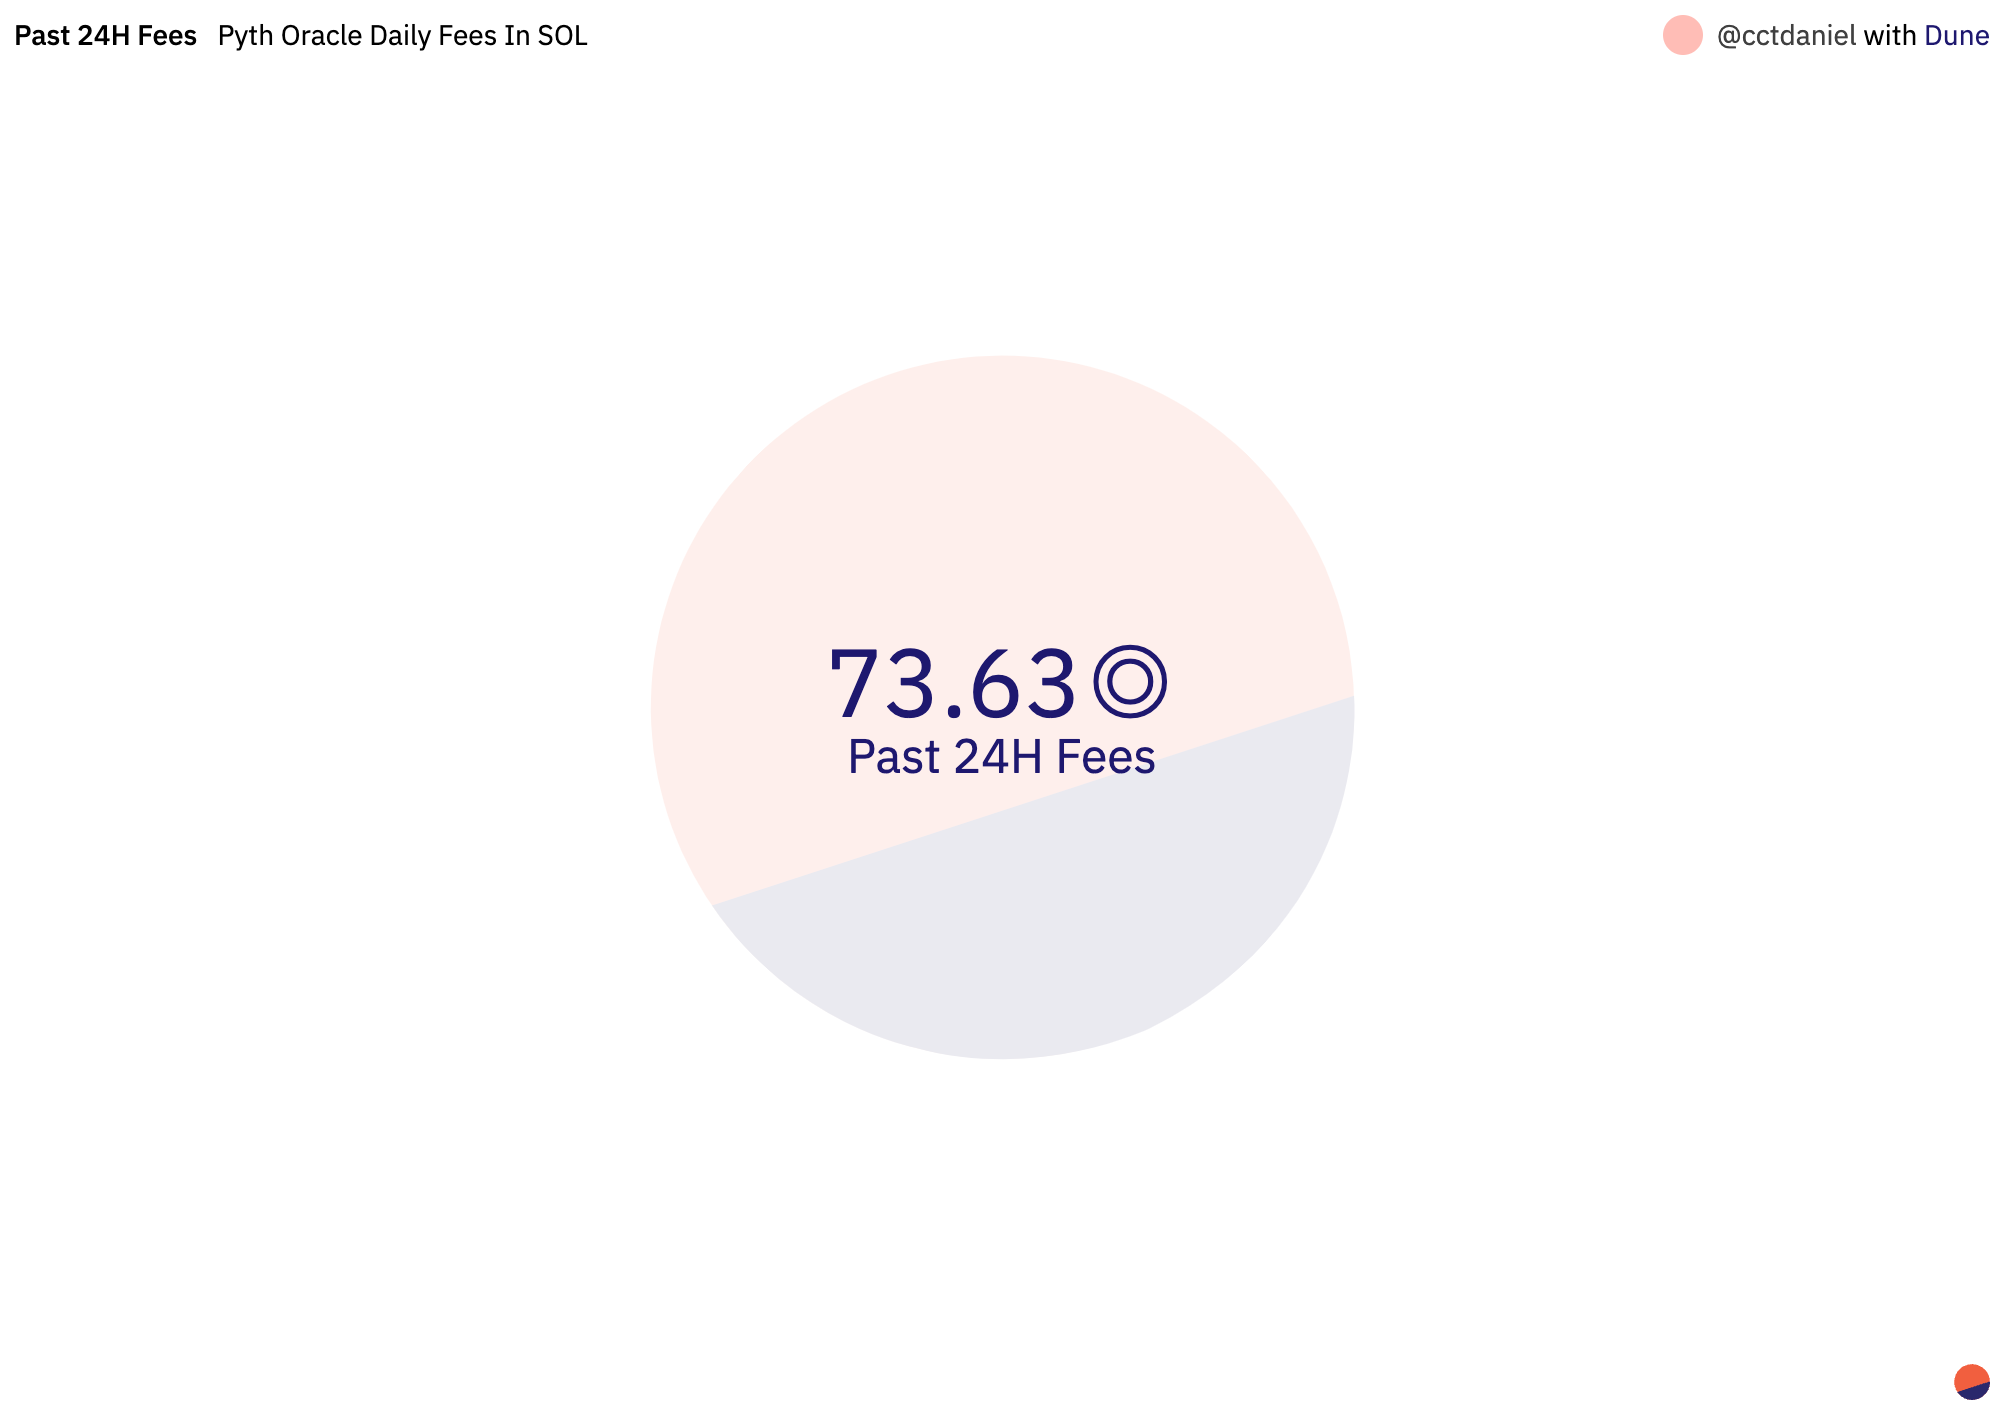 Past 24H Fees Pyth Oracle Daily Fees In SOL
@cctdaniel with Dune
73.63◎
Past 24H Fees